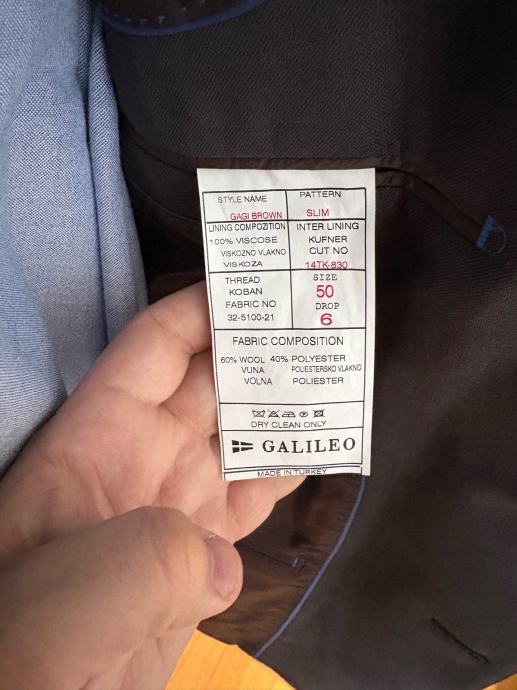 STYLE NAME PATTERN
GAGI BROWN SLIM
LINING COMPOZITION INTER LINING
100% VISCOSE KUFNER
VISKOZNO VLAKNO CUT NO
VISKOZA 14TK-830
THREAD SIZE
KOBAN 50
FABRIC NO DROP
32-5100-21 6
FABRIC COMPOSITION
60% WOOL 40% POLYESTER
VUNA POLIESTERSKO VLAKNO
VOLNA POLIESTER
DRY CLEAN ONLY
GALILEO
MADE IN TURKEY